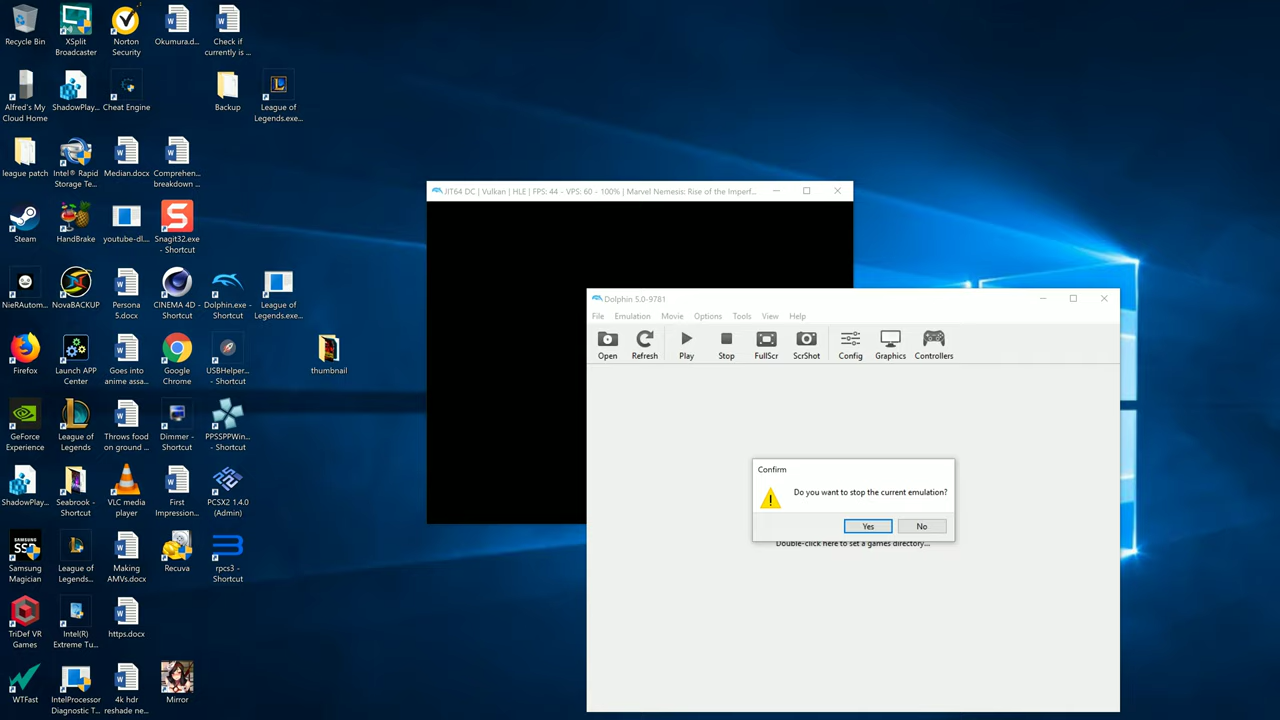 Recycle Bin
XSplit
Broadcaster
Norton
Security
Okumura.d...
Check if
currently is ...
Alfred's My
Cloud Home
ShadowPlay...
Cheat Engine
Backup
League of
Legends.exe...
league patch
Intel® Rapid
Storage Te...
Median.docx
Comprehen...
breakdown ...
Steam
HandBrake
youtube-dl....
Snagit32.exe
- Shortcut
NieRAutom...
NovaBACKUP
Persona
5.docx
CINEMA 4D -
Shortcut
Dolphin.exe -
Shortcut
League of
Legends.exe...
Firefox
Launch APP
Center
Goes into
anime assa...
Google
Chrome
USBHelper...
- Shortcut
thumbnail
GeForce
Experience
League of
Legends
Throws food
on ground ...
Dimmer -
Shortcut
PPSSPPWin...
- Shortcut
ShadowPlay...
Seabrook -
Shortcut
VLC media
player
First
Impression...
PCSX2 1.4.0
(Admin)
SAMSUNG
SSD
Samsung
Magician
League of
Legends...
Making
AMVs.docx
Recuva
rpcs3 -
Shortcut
TriDef VR
Games
Intel(R)
Extreme Tu...
https.docx
WTFast
IntelProcessor
Diagnostic T...
4k hdr
reshade ne...
Mirror
JIT64 DC | Vulkan | HLE | FPS: 44 - VPS: 60 - 100% | Marvel Nemesis: Rise of the Imperf...
Dolphin 5.0-9781
File Emulation Movie Options Tools View Help
Open Refresh Play Stop FullScr ScrShot Config Graphics Controllers
Confirm
Do you want to stop the current emulation?
Yes No
Double-click here to set a games directory...